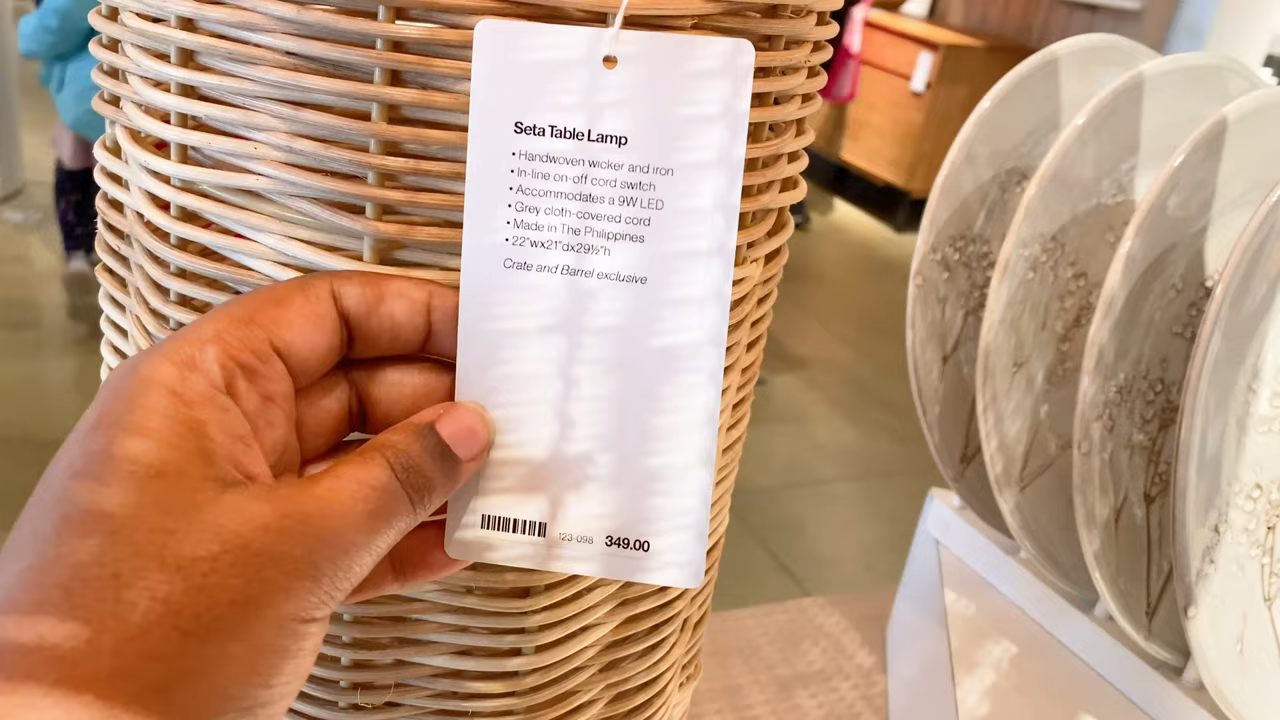 Seta Table Lamp
• Handwoven wicker and iron
• In-line on-off cord switch
• Accommodates a 9W LED
• Grey cloth-covered cord
• Made in The Philippines
• 22"wx21"dx29½"h
Crate and Barrel exclusive
123-098 349.00